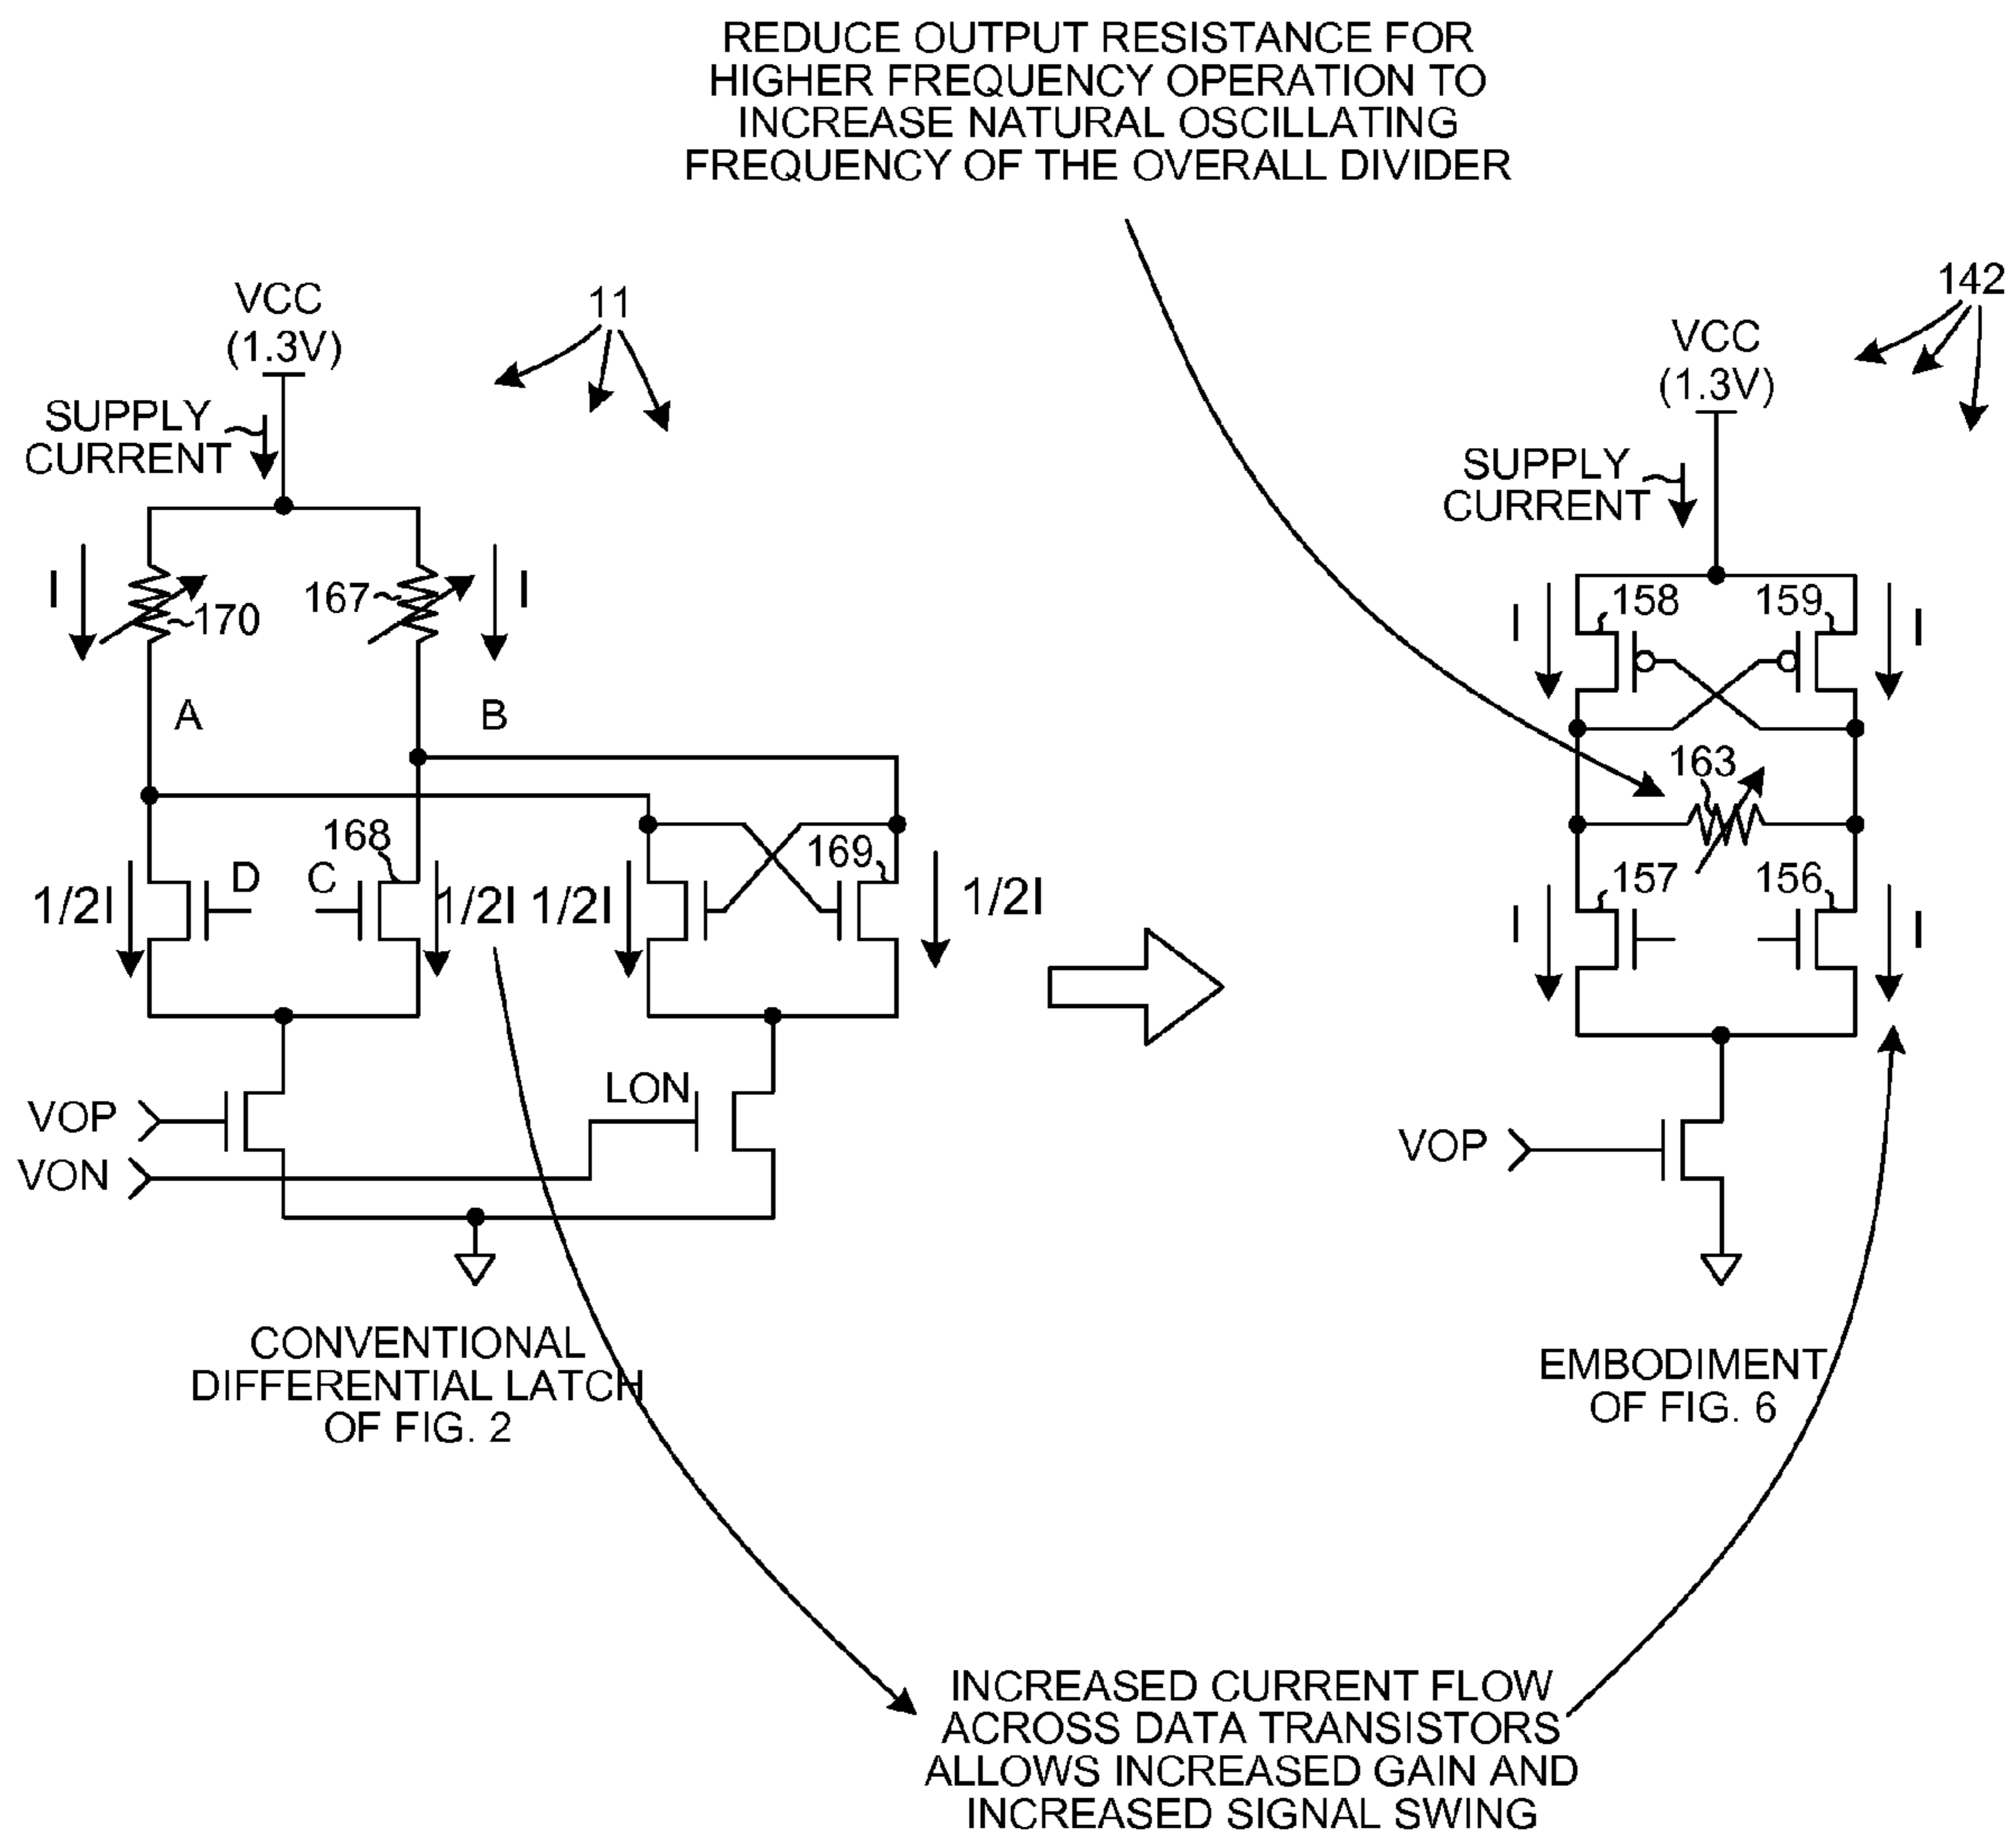 REDUCE OUTPUT RESISTANCE FOR
HIGHER FREQUENCY OPERATION TO
INCREASE NATURAL OSCILLATING
FREQUENCY OF THE OVERALL DIVIDER
VCC
(1.3V)
11
SUPPLY
CURRENT
I
170
167
I
A
B
168
169
D
C
1/2I
1/2I
1/2I
1/2I
LON
VOP
VON
CONVENTIONAL
DIFFERENTIAL LATCH
OF FIG. 2
142
VCC
(1.3V)
SUPPLY
CURRENT
I
158
159
I
163
157
156
I
I
VOP
EMBODIMENT
OF FIG. 6
INCREASED CURRENT FLOW
ACROSS DATA TRANSISTORS
ALLOWS INCREASED GAIN AND
INCREASED SIGNAL SWING